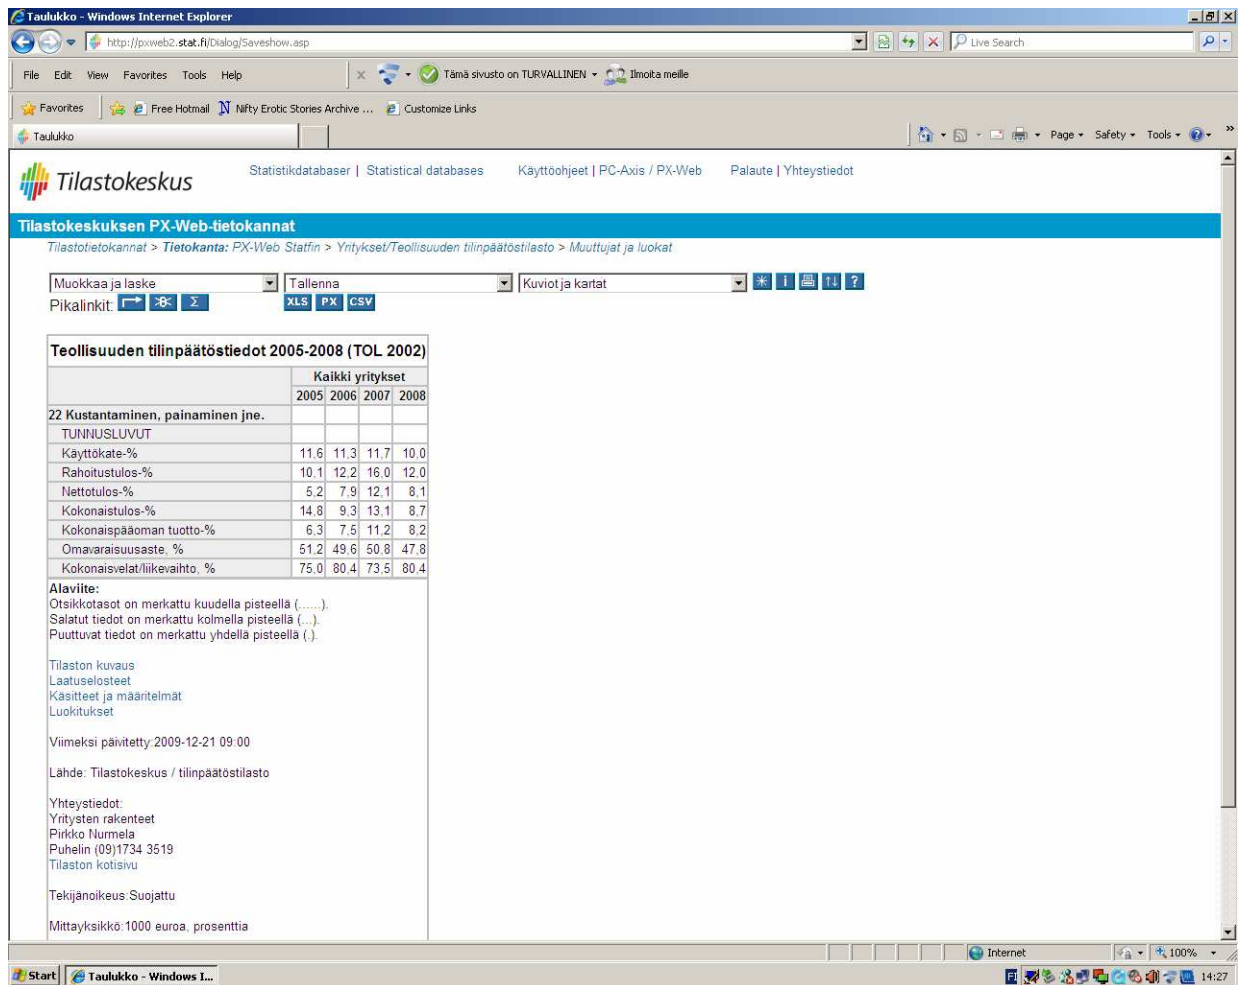 Taulukko - Windows Internet Explorer
http://pxweb2.stat.fi/Dialog/Saveshow.asp
Live Search
File Edit View Favorites Tools Help
x Tämä sivusto on TURVALLINEN Ilmoita meille
Favorites Free Hotmail Nifty Erotic Stories Archive ... Customize Links
Taulukko
Page Safety Tools »
Tilastokeskus
Statistikdatabaser | Statistical databases Käyttöohjeet | PC-Axis / PX-Web Palaute | Yhteystiedot
Tilastokeskuksen PX-Web-tietokannat
Tilastotietokannat > Tietokanta: PX-Web Statfin > Yritykset/Teollisuuden tilinpäätöstilasto > Muuttujat ja luokat
Muokkaa ja laske Tallenna Kuviot ja kartat * i ?
Pikalinkit: Σ XLS PX CSV
Teollisuuden tilinpäätöstiedot 2005-2008 (TOL 2002)
Kaikki yritykset
2005 2006 2007 2008
22 Kustantaminen, painaminen jne.
TUNNUSLUVUT
Käyttökate-% 11,6 11,3 11,7 10,0
Rahoitustulos-% 10,1 12,2 16,0 12,0
Nettotulos-% 5,2 7,9 12,1 8,1
Kokonaistulos-% 14,8 9,3 13,1 8,7
Kokonaispääoman tuotto-% 6,3 7,5 11,2 8,2
Omavaraisuusaste, % 51,2 49,6 50,8 47,8
Kokonaisvelat/liikevaihto, % 75,0 80,4 73,5 80,4
Alaviite:
Otsikkotasot on merkattu kuudella pisteellä (......).
Salatut tiedot on merkattu kolmella pisteellä (...).
Puuttuvat tiedot on merkattu yhdellä pisteellä (.).
Tilaston kuvaus
Laatuselosteet
Käsitteet ja määritelmät
Luokitukset
Viimeksi päivitetty:2009-12-21 09:00
Lähde: Tilastokeskus / tilinpäätöstilasto
Yhteystiedot:
Yritysten rakenteet
Pirkko Nurmela
Puhelin (09)1734 3519
Tilaston kotisivu
Tekijänoikeus:Suojattu
Mittayksikkö:1000 euroa, prosenttia
Internet 100%
Start Taulukko - Windows I... FI 14:27